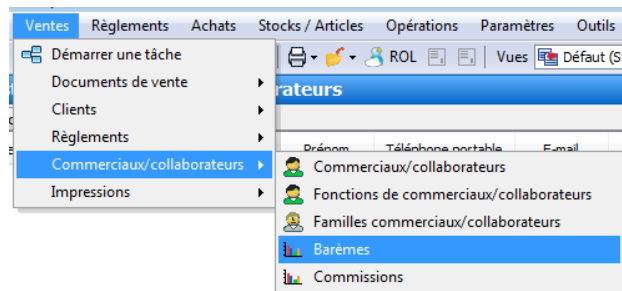 Ventes Règlements Achats Stocks / Articles Opérations Paramètres Outils
Démarrer une tâche
ROL Vues Défaut (S
Documents de vente
rateurs
Clients
Règlements
Prénom Téléphone portable E-mail
Commerciaux/collaborateurs
Commerciaux/collaborateurs
Impressions
Fonctions de commerciaux/collaborateurs
Familles commerciaux/collaborateurs
Barèmes
Commissions